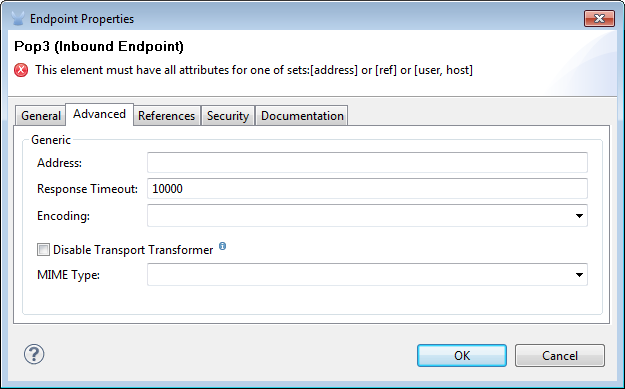 Endpoint Properties
Pop3 (Inbound Endpoint)
This element must have all attributes for one of sets:[address] or [ref] or [user, host]
General Advanced References Security Documentation
Generic
Address:
Response Timeout: 10000
Encoding:
Disable Transport Transformer
MIME Type:
OK Cancel